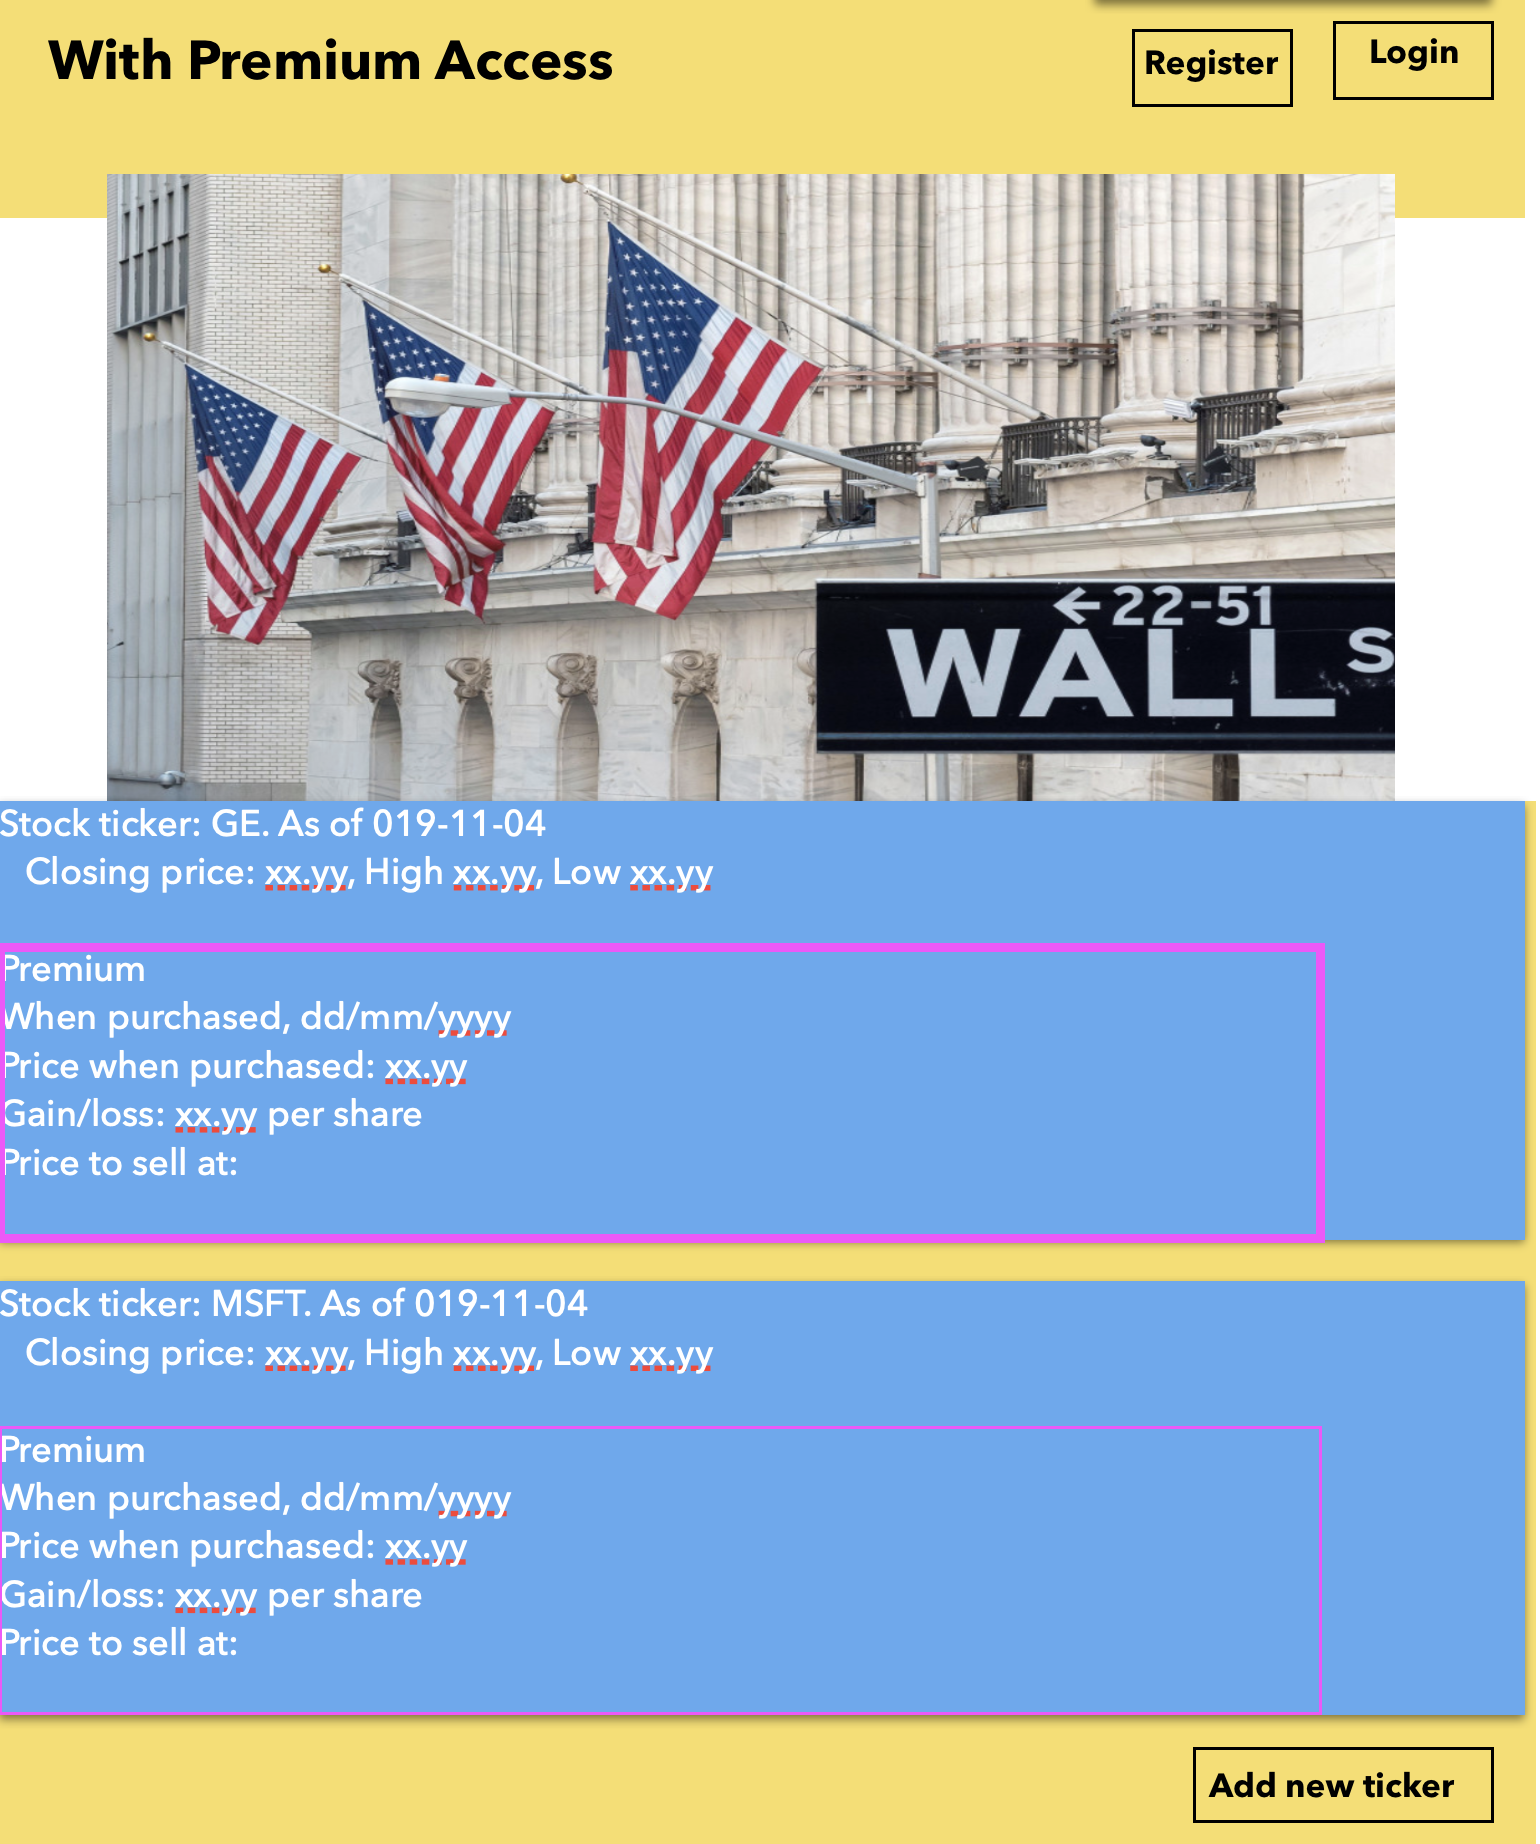 With Premium Access
Register
Login
←22-51
WALL S
Stock ticker: GE. As of 019-11-04
Closing price: xx.yy, High xx.yy, Low xx.yy
Premium
When purchased, dd/mm/yyyy
Price when purchased: xx.yy
Gain/loss: xx.yy per share
Price to sell at:
Stock ticker: MSFT. As of 019-11-04
Closing price: xx.yy, High xx.yy, Low xx.yy
Premium
When purchased, dd/mm/yyyy
Price when purchased: xx.yy
Gain/loss: xx.yy per share
Price to sell at:
Add new ticker